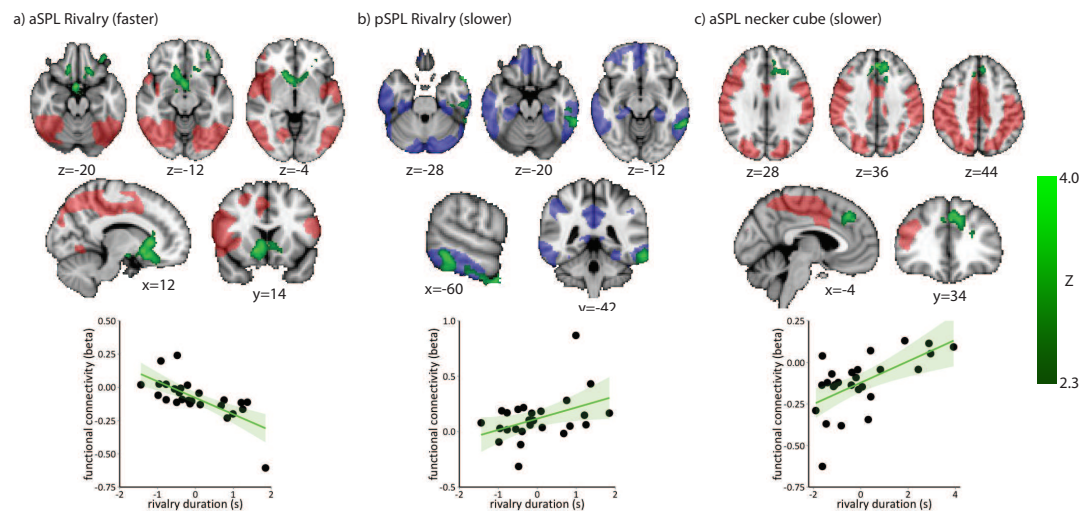 a) aSPL Rivalry (faster)
b) pSPL Rivalry (slower)
c) aSPL necker cube (slower)
z=-20
z=-12
z=-4
z=-28
z=-20
z=-12
z=28
z=36
z=44
x=12
y=14
x=-60
y=-42
x=-4
y=34
4.0
Z
2.3
functional connectivity (beta)
0.50
0.25
0.00
-0.25
-0.50
-0.75
-2
-1
0
1
2
rivalry duration (s)
functional connectivity (beta)
1.0
0.5
0.0
-0.5
-2
-1
0
1
2
rivalry duration (s)
functional connectivity (beta)
0.25
0.00
-0.25
-0.50
-0.75
-2
-1
0
1
2
3
4
rivalry duration (s)